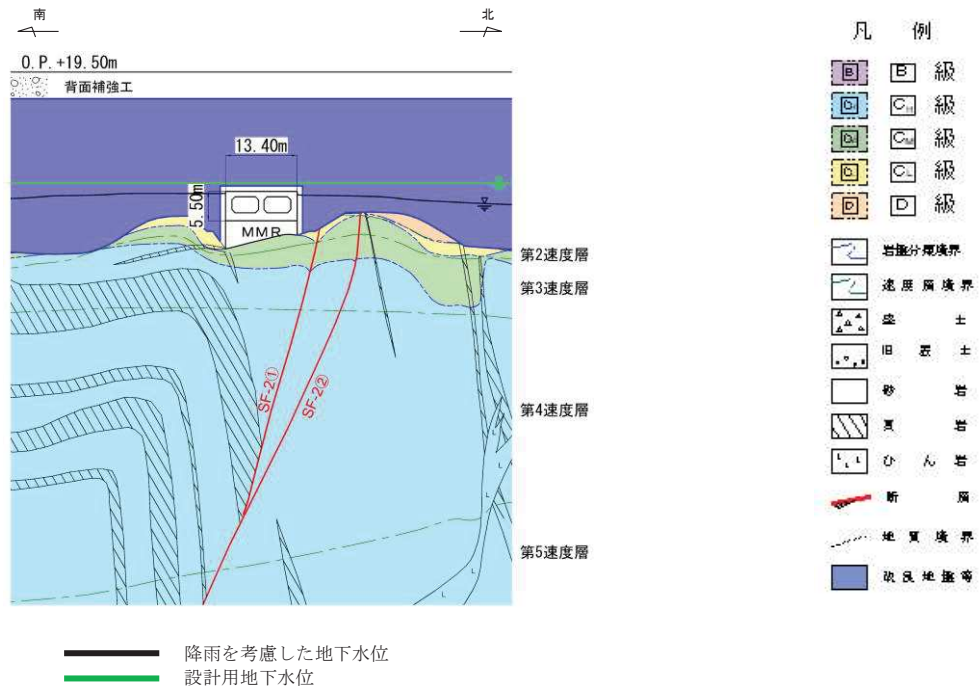 南
北
O.P.+19.50m
背面補強工
13.40m
5.50m
MMR
SF-2①
SF-2②
第2速度層
第3速度層
第4速度層
第5速度層
凡 例
B B 級
CH CH 級
CM CM 級
CL CL 級
D D 級
岩盤分類境界
速度層境界
盛土
旧表土
砂岩
頁岩
ひん岩
断層
地質境界
改良地盤等
降雨を考慮した地下水位
設計用地下水位